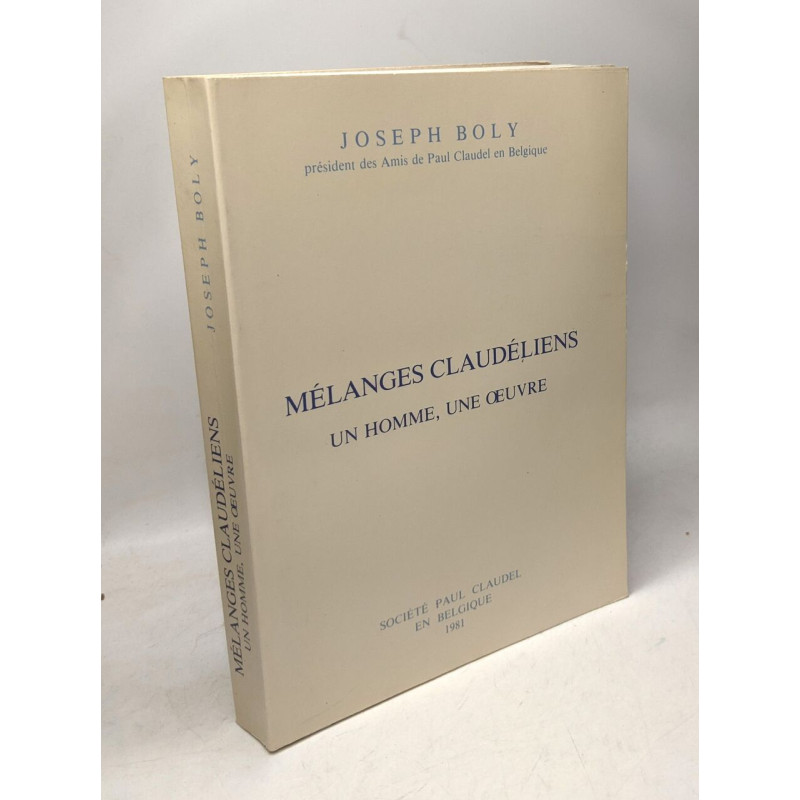 JOSEPH BOLY
président des Amis de Paul Claudel en Belgique
MÉLANGES CLAUDÉLIENS
UN HOMME, UNE ŒUVRE
SOCIÉTÉ PAUL CLAUDEL
EN BELGIQUE
1981
JOSEPH BOLY
MÉLANGES CLAUDÉLIENS
UN HOMME, UNE ŒUVRE